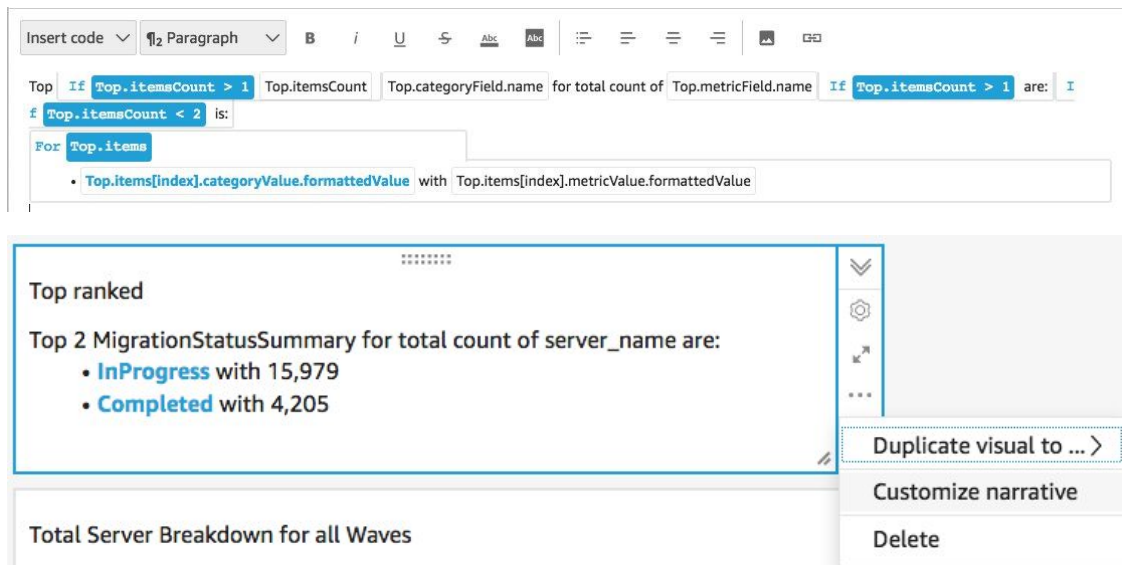 Insert code ¶₂ Paragraph B i U S Abc Abc
Top If Top.itemsCount > 1 Top.itemsCount Top.categoryField.name for total count of Top.metricField.name If Top.itemsCount > 1 are: I
f Top.itemsCount < 2 is:
For Top.items
• Top.items[index].categoryValue.formattedValue with Top.items[index].metricValue.formattedValue
Top ranked
Top 2 MigrationStatusSummary for total count of server_name are:
• InProgress with 15,979
• Completed with 4,205
Duplicate visual to ... >
Customize narrative
Total Server Breakdown for all Waves
Delete